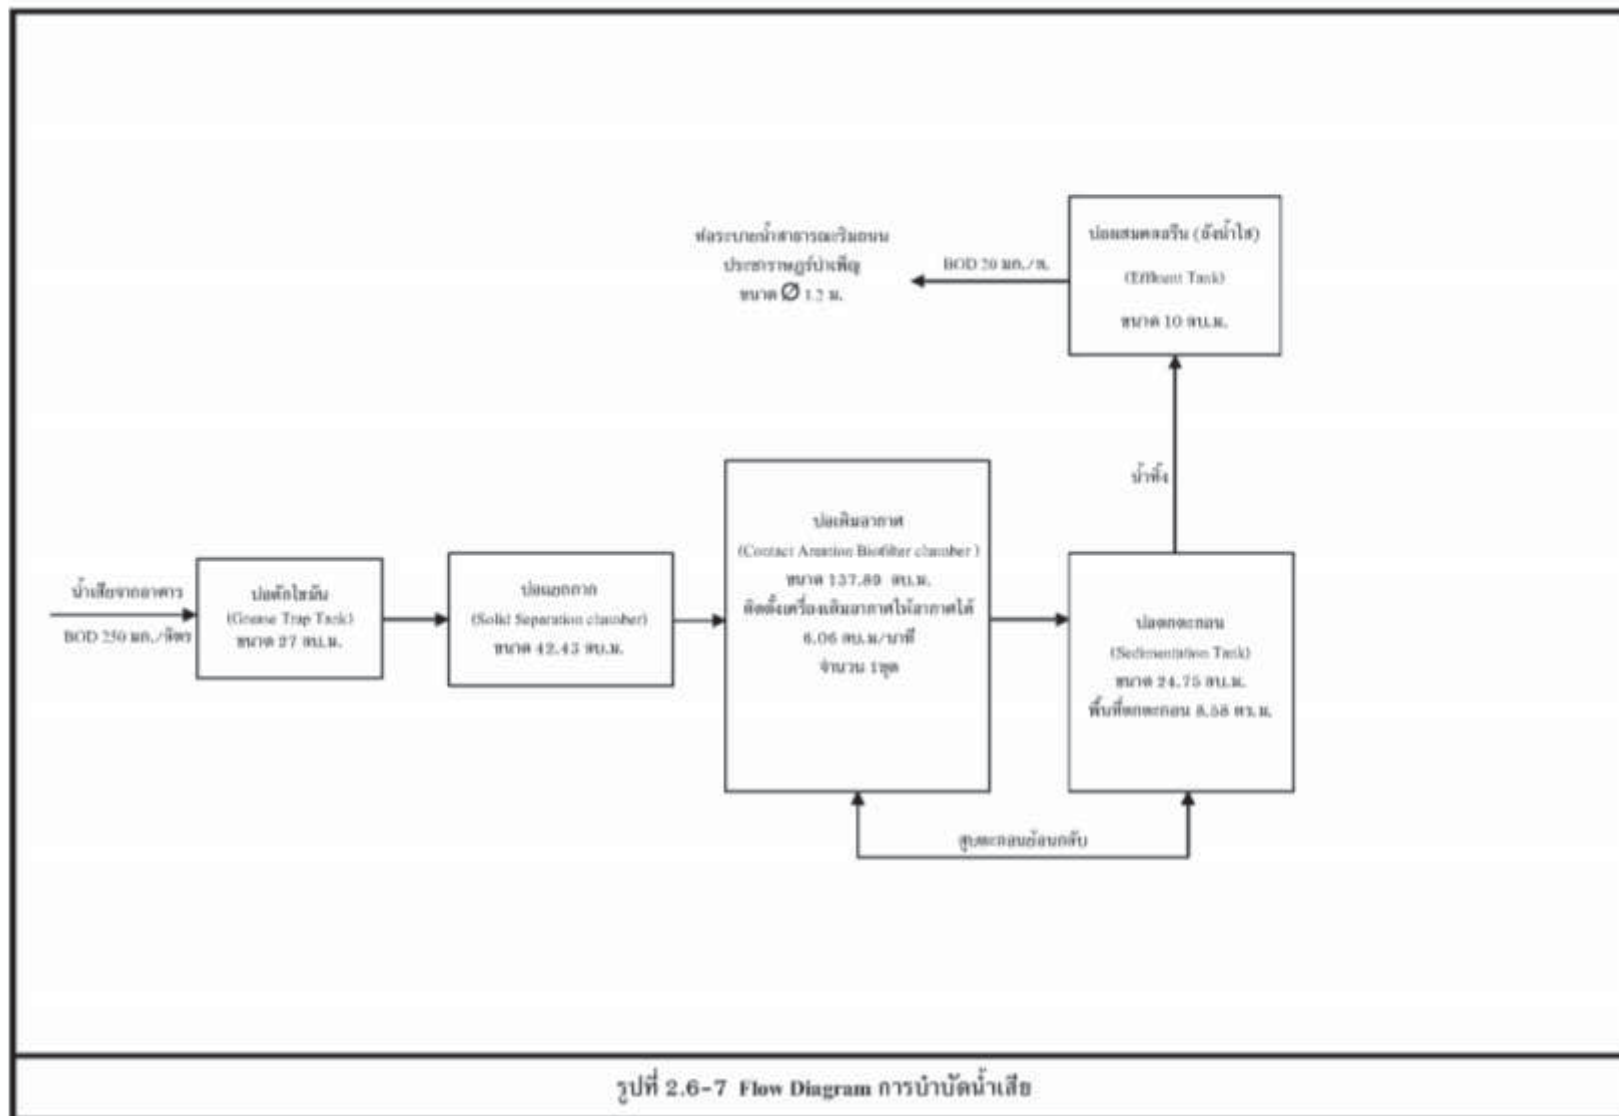 น้ำเสียจากอาคาร
BOD 250 มก./ลิตร
บ่อดักไขมัน
(Grease Trap Tank)
ขนาด 27 ลบ.ม.
บ่อแยกกาก
(Solid Separation chamber)
ขนาด 42.43 ลบ.ม.
บ่อเติมอากาศ
(Contact Aeration Biofilter chamber )
ขนาด 137.89 ลบ.ม.
ติดตั้งเครื่องเติมอากาศให้อากาศได้
6.06 ลบ.ม/นาที
จำนวน 1ชุด
บ่อตกตะกอน
(Sedimentation Tank)
ขนาด 24.75 ลบ.ม.
พื้นที่ตกตะกอน 8.58 ตร.ม.
สูบตะกอนย้อนกลับ
น้ำทิ้ง
บ่อผสมคลอรีน (ถังน้ำใส)
(Effluent Tank)
ขนาด 10 ลบ.ม.
BOD 20 มก./ล.
ท่อระบายน้ำสาธารณะริมถนน
ประชาราษฎร์บำเพ็ญ
ขนาด Ø 1.2 ม.
รูปที่ 2.6-7 Flow Diagram การบำบัดน้ำเสีย